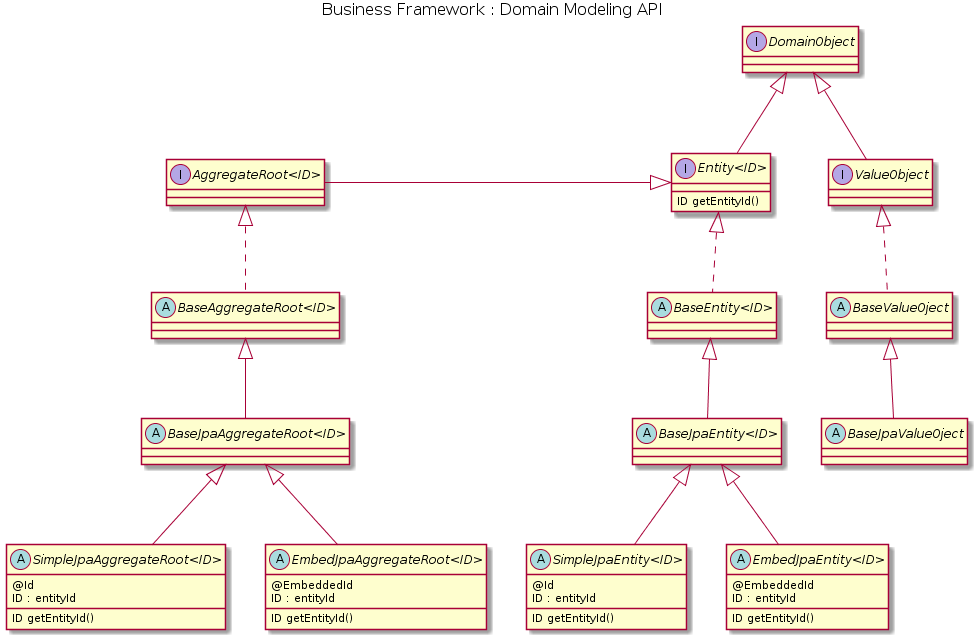 Business Framework : Domain Modeling API
I DomainObject
I AggregateRoot<ID>
I Entity<ID>
ID getEntityId()
I ValueObject
A BaseAggregateRoot<ID>
A BaseEntity<ID>
A BaseValueOject
A BaseJpaAggregateRoot<ID>
A BaseJpaEntity<ID>
A BaseJpaValueOject
A SimpleJpaAggregateRoot<ID>
@Id
ID : entityId
ID getEntityId()
A EmbedJpaAggregateRoot<ID>
@EmbeddedId
ID : entityId
ID getEntityId()
A SimpleJpaEntity<ID>
@Id
ID : entityId
ID getEntityId()
A EmbedJpaEntity<ID>
@EmbeddedId
ID : entityId
ID getEntityId()